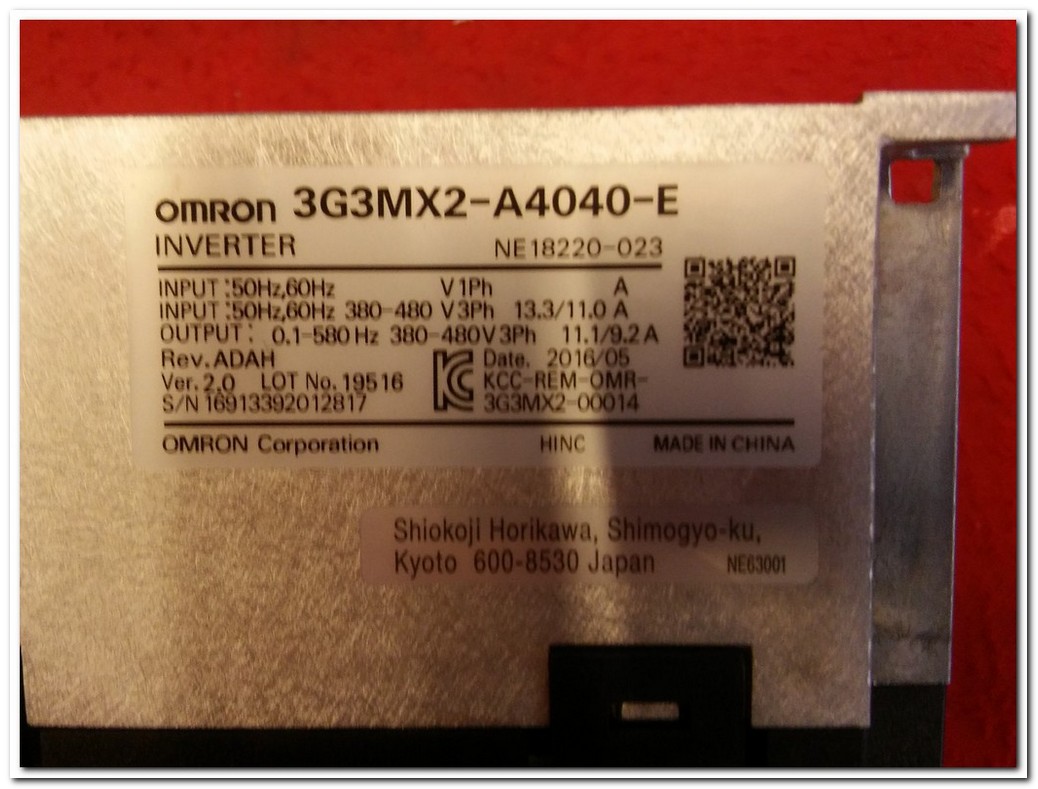 OMRON 3G3MX2-A4040-E
INVERTER NE18220-023
INPUT :50Hz,60Hz V 1Ph A
INPUT :50Hz,60Hz 380-480 V 3Ph 13.3/11.0 A
OUTPUT : 0.1-580 Hz 380-480V 3Ph 11.1/9.2 A
Rev. ADAH Date. 2016/05
Ver. 2.0 LOT No. 19516 KCC-REM-OMR-
S/N 16913392012817 3G3MX2-00014
OMRON Corporation HINC MADE IN CHINA
Shiokoji Horikawa, Shimogyo-ku,
Kyoto 600-8530 Japan NE63001